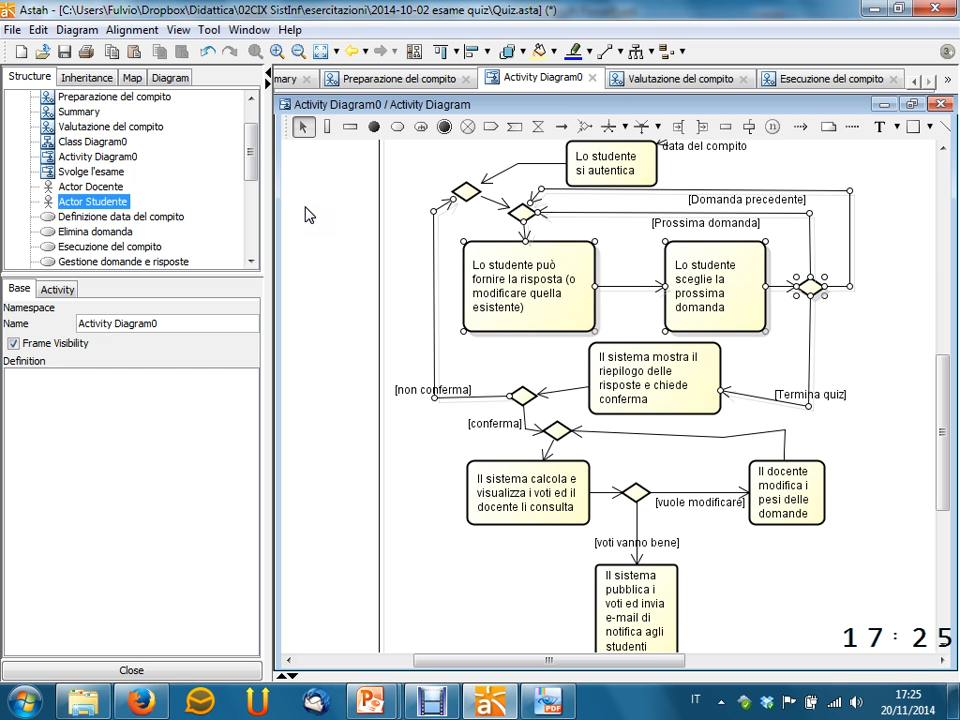 Astah - [C:\Users\Fulvio\Dropbox\Didattica\02CIX SistInf\esercitazioni\2014-10-02 esame quiz\Quiz.asta] (*)
File Edit Diagram Alignment View Tool Window Help
3
Structure Inheritance Map Diagram
mary Preparazione del compito Activity Diagram0 Valutazione del compito Esecuzione del compito
Preparazione del compito
Summary
Valutazione del compito
Class Diagram0
Activity Diagram0
Svolge l'esame
Actor Docente
Actor Studente
Definizione data del compito
Elimina domanda
Esecuzione del compito
Gestione domande e risposte
Base Activity
Namespace
Name Activity Diagram0
Frame Visibility
Definition
Close
Activity Diagram0 / Activity Diagram
T
data del compito
Lo studente
si autentica
[Domanda precedente]
[Prossima domanda]
Lo studente può
fornire la risposta (o
modificare quella
esistente)
Lo studente
sceglie la
prossima
domanda
Il sistema mostra il
riepilogo delle
risposte e chiede
conferma
[non conferma]
[Termina quiz]
[conferma]
Il sistema calcola e
visualizza i voti ed il
docente li consulta
[vuole modificare]
Il docente
modifica i
pesi delle
domande
[voti vanno bene]
Il sistema
pubblica i
voti ed invia
e-mail di
notifica agli
studenti
17:25
IT
17:25
20/11/2014